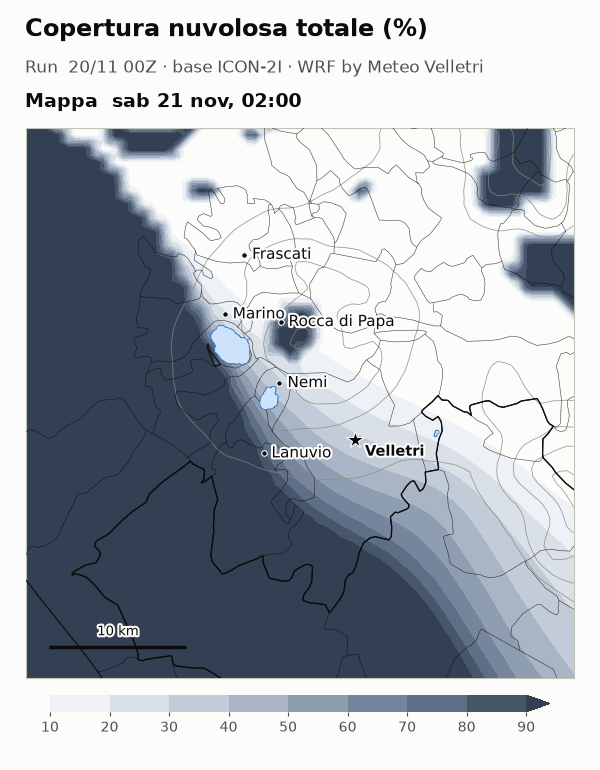 Copertura nuvolosa totale (%)
Run  20/11 00Z · base ICON-2I · WRF by Meteo Velletri
Mappa  sab 21 nov, 02:00
Frascati
Marino
Rocca di Papa
Nemi
Velletri
Lanuvio
10 km
10 20 30 40 50 60 70 80 90